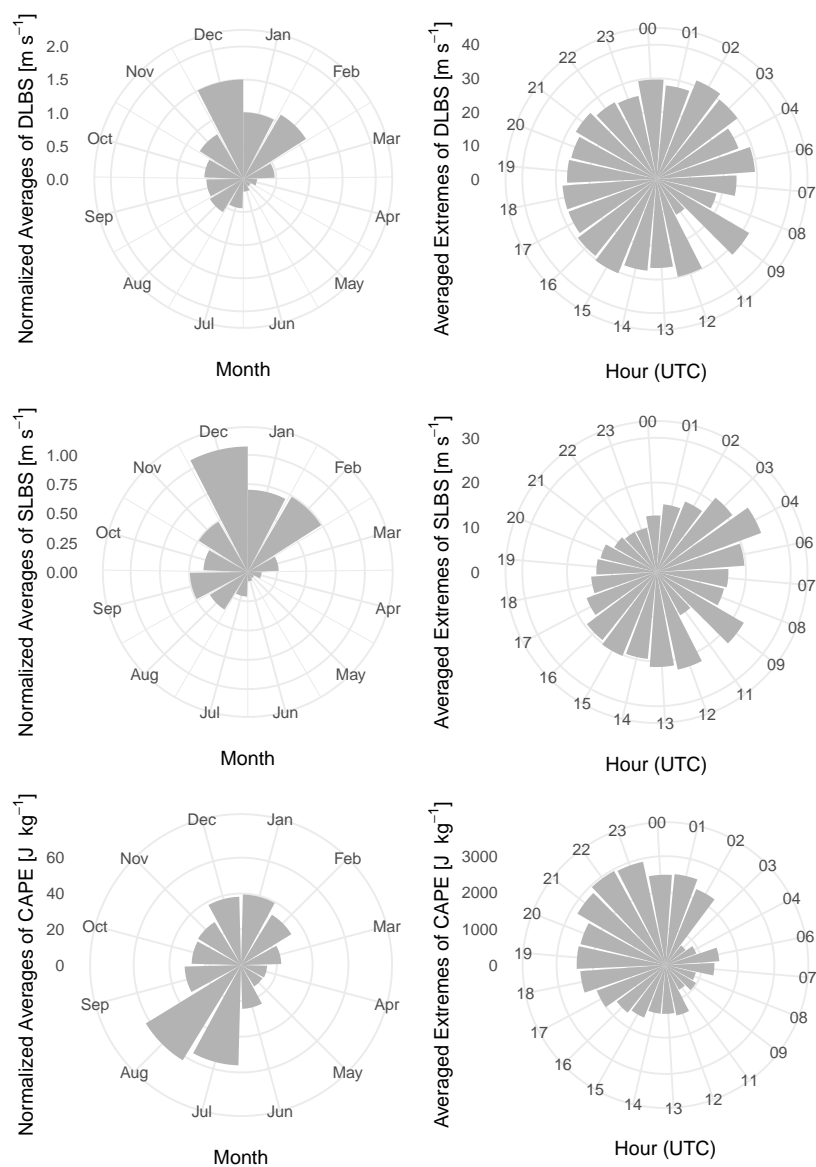 Normalized Averages of DLBS [m s⁻¹]
2.0
1.5
1.0
0.5
0.0
Dec
Jan
Feb
Mar
Apr
May
Jun
Jul
Aug
Sep
Oct
Nov
Month
Averaged Extremes of DLBS [m s⁻¹]
40
30
20
10
0
00
01
02
03
04
06
07
08
09
11
12
13
14
15
16
17
18
19
20
21
22
23
Hour (UTC)
Normalized Averages of SLBS [m s⁻¹]
1.00
0.75
0.50
0.25
0.00
Dec
Jan
Feb
Mar
Apr
May
Jun
Jul
Aug
Sep
Oct
Nov
Month
Averaged Extremes of SLBS [m s⁻¹]
30
20
10
0
00
01
02
03
04
06
07
08
09
11
12
13
14
15
16
17
18
19
20
21
22
23
Hour (UTC)
Normalized Averages of CAPE [J kg⁻¹]
60
40
20
0
Dec
Jan
Feb
Mar
Apr
May
Jun
Jul
Aug
Sep
Oct
Nov
Month
Averaged Extremes of CAPE [J kg⁻¹]
3000
2000
1000
0
00
01
02
03
04
06
07
08
09
11
12
13
14
15
16
17
18
19
20
21
22
23
Hour (UTC)